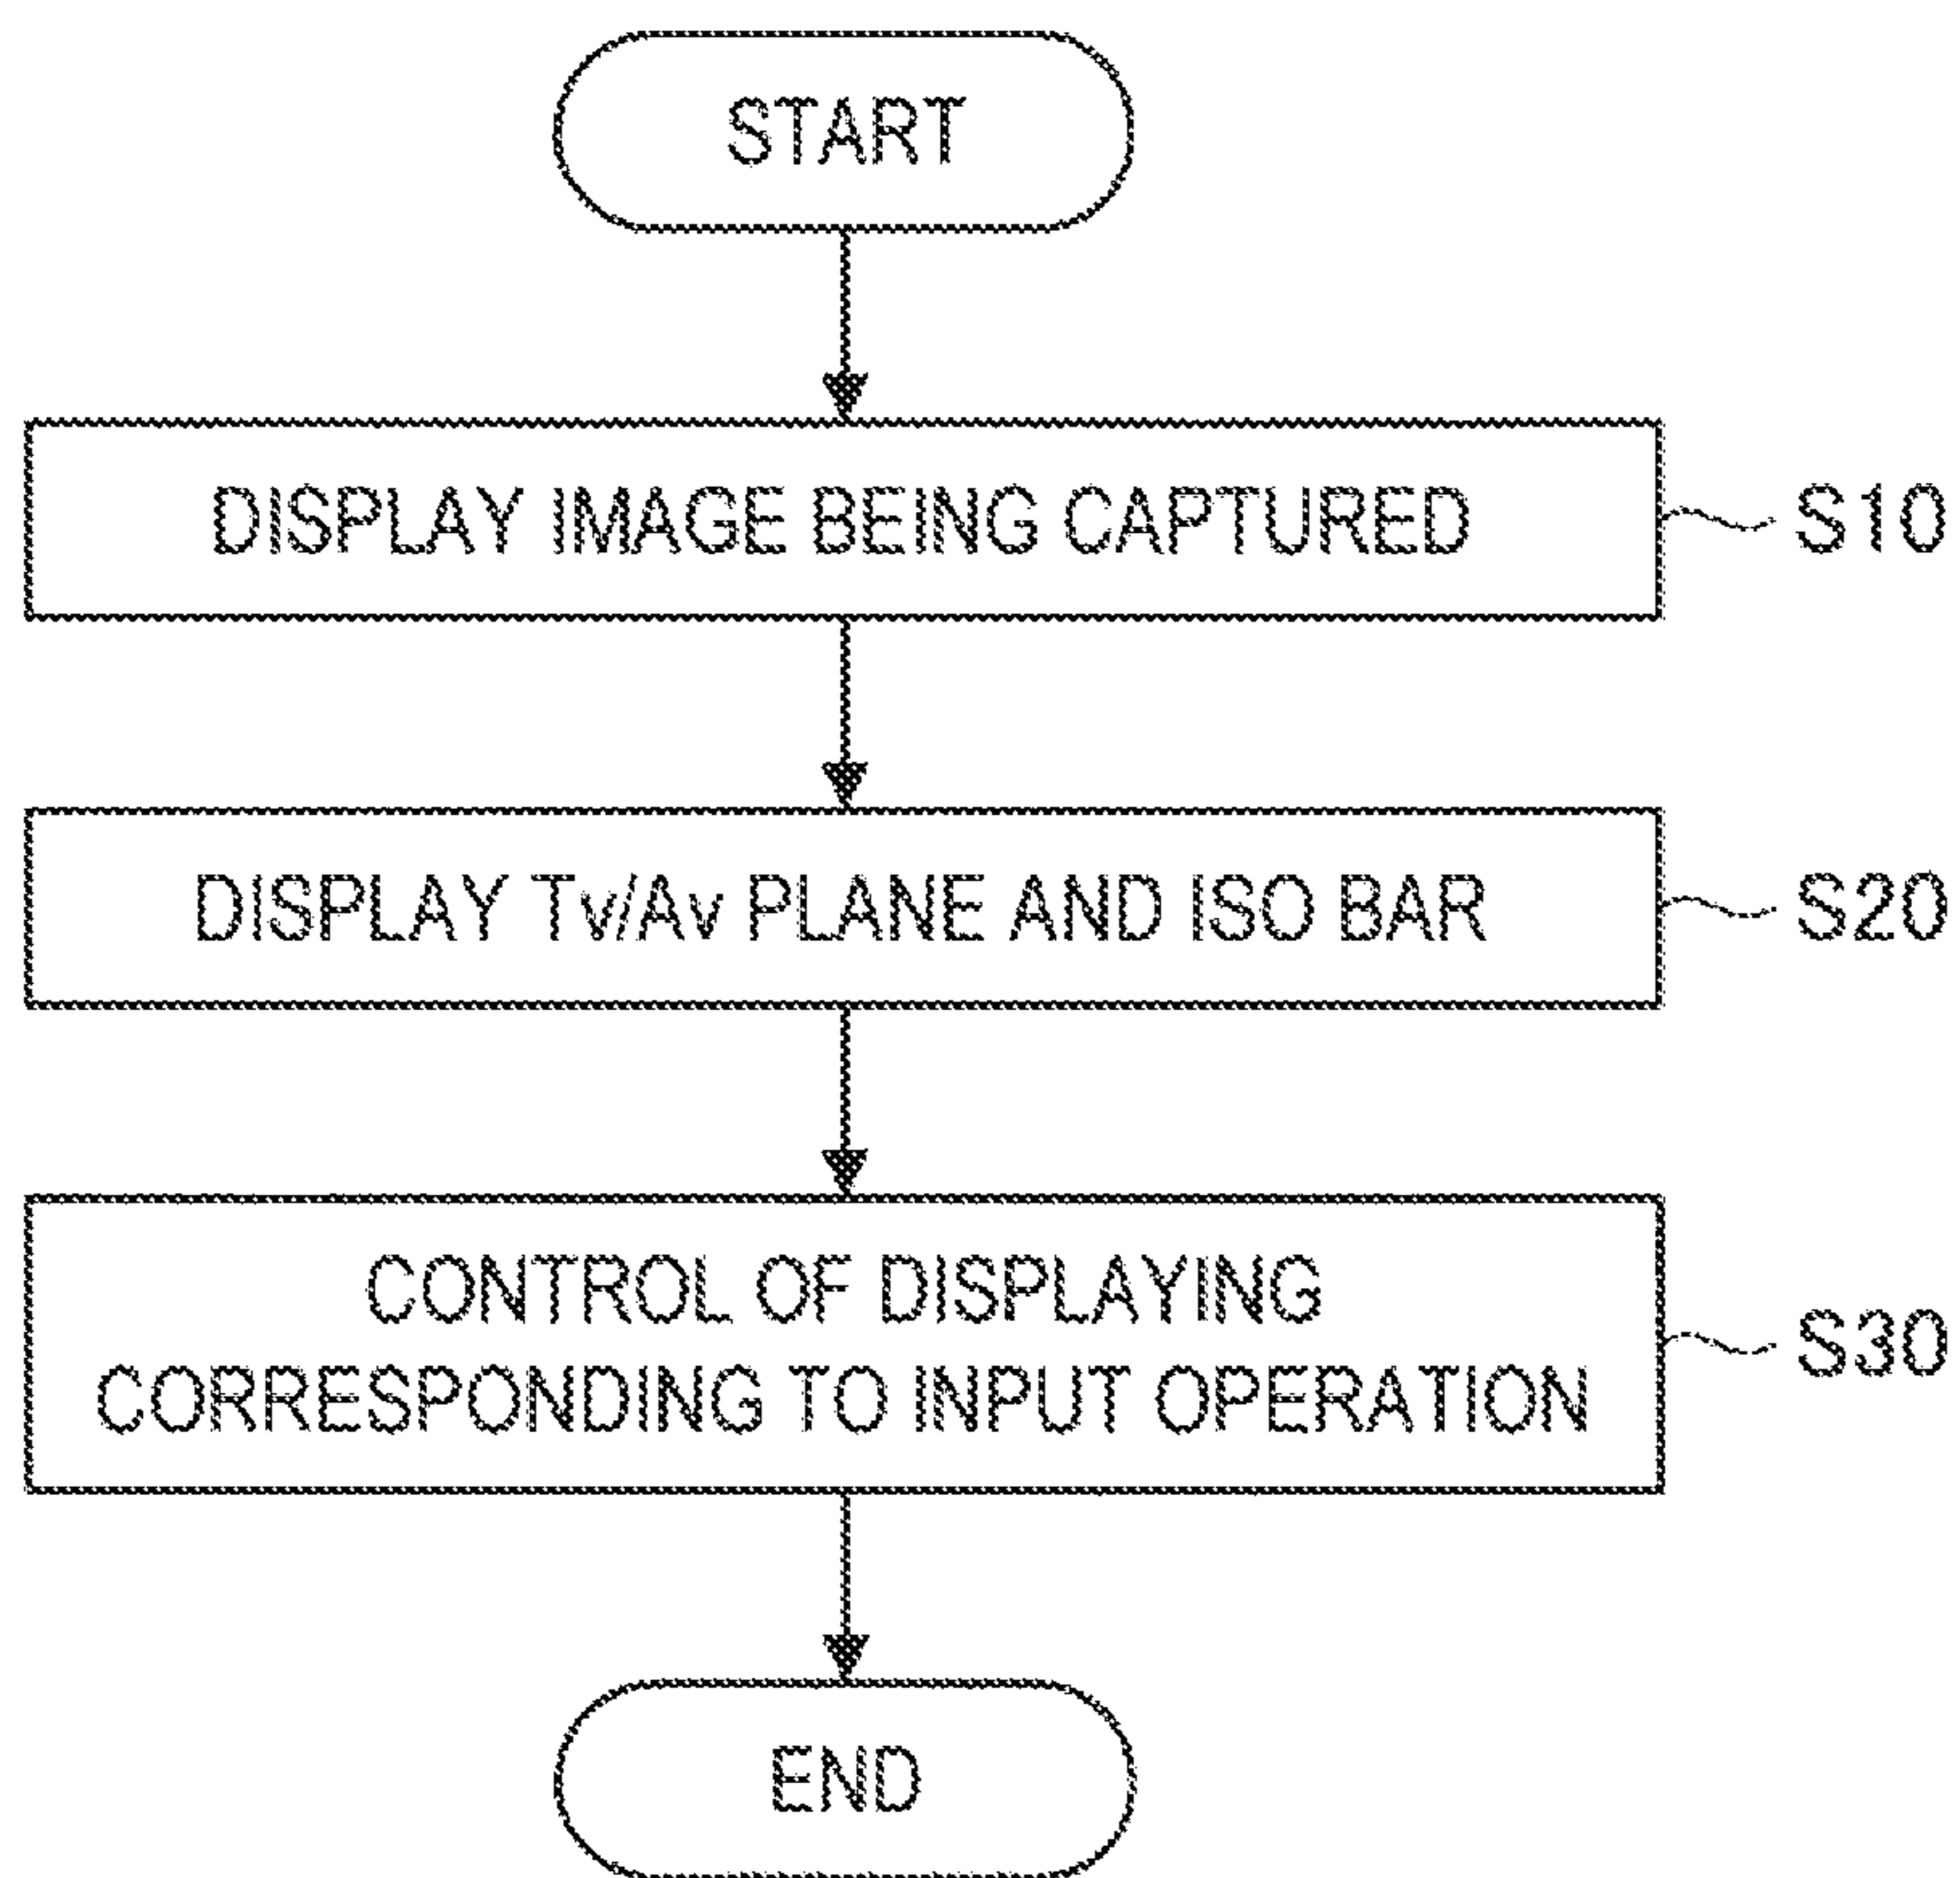 START
DISPLAY IMAGE BEING CAPTURED
S10
DISPLAY Tv/Av PLANE AND ISO BAR
S20
CONTROL OF DISPLAYING
CORRESPONDING TO INPUT OPERATION
S30
END